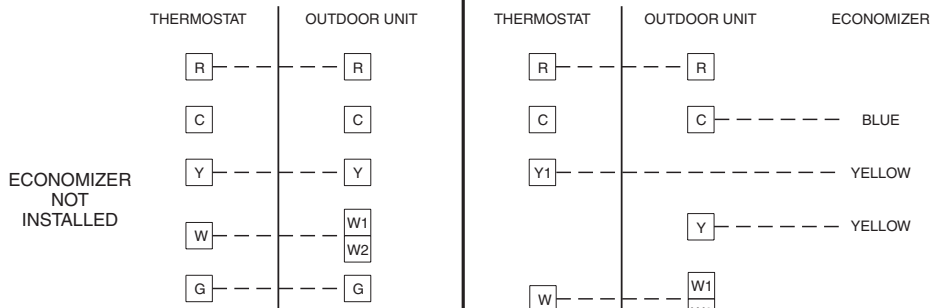 THERMOSTAT OUTDOOR UNIT
R R
C C
Y Y
ECONOMIZER
NOT
INSTALLED
W W1
W2
G G
THERMOSTAT OUTDOOR UNIT ECONOMIZER
R R
C C BLUE
Y1 YELLOW
Y YELLOW
W W1